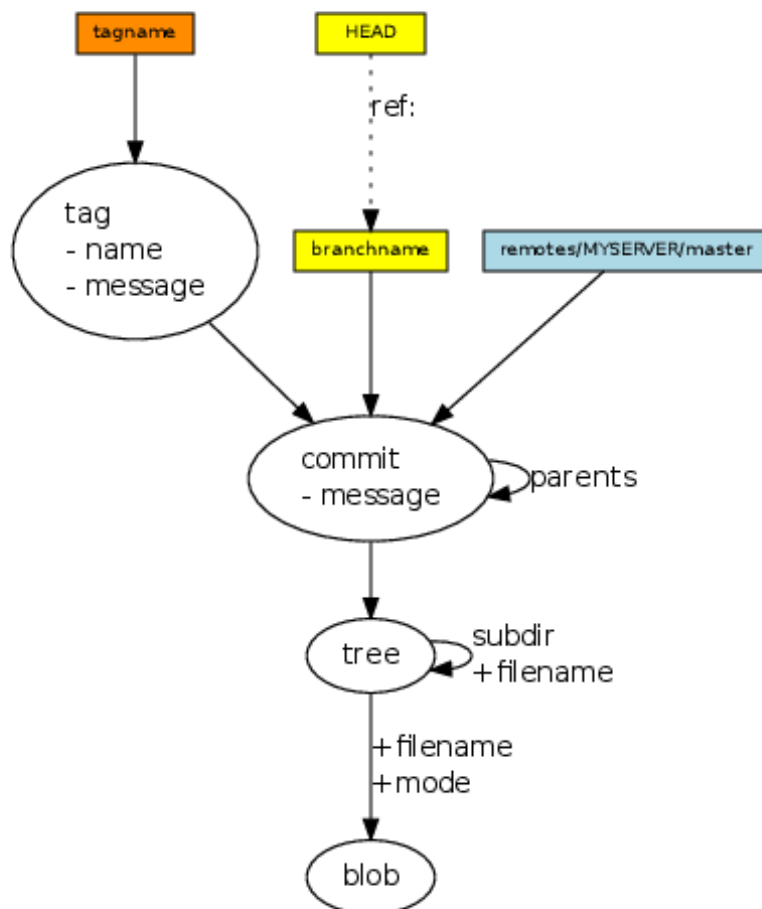 tagname
HEAD
ref:
tag
- name
- message
branchname
remotes/MYSERVER/master
commit
- message
parents
tree
subdir
+filename
+filename
+mode
blob